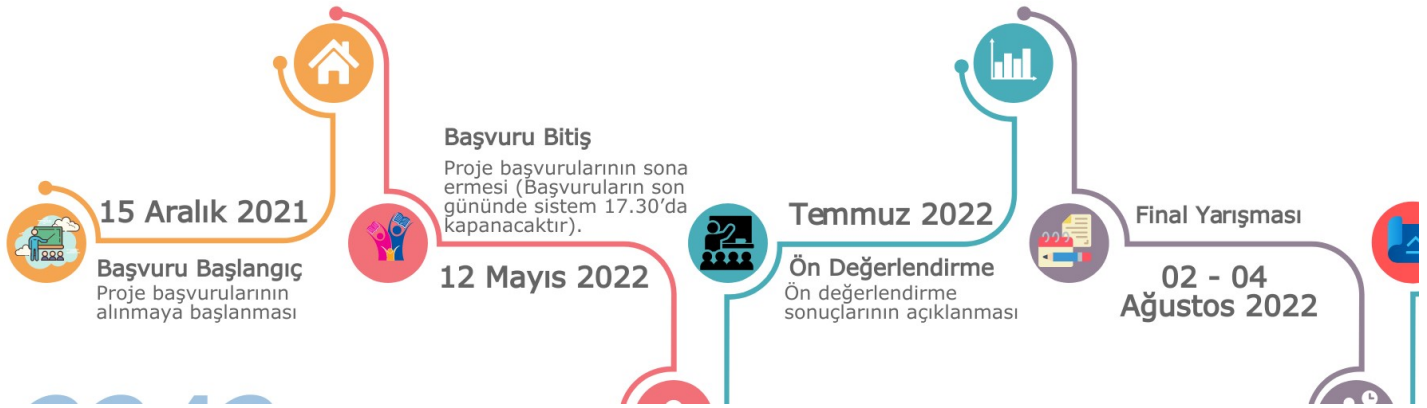 15 Aralık 2021
Başvuru Başlangıç
Proje başvurularının
alınmaya başlanması
Başvuru Bitiş
Proje başvurularının sona
ermesi (Başvuruların son
gününde sistem 17.30’da
kapanacaktır).
12 Mayıs 2022
Temmuz 2022
Ön Değerlendirme
Ön değerlendirme
sonuçlarının açıklanması
Final Yarışması
02 - 04
Ağustos 2022